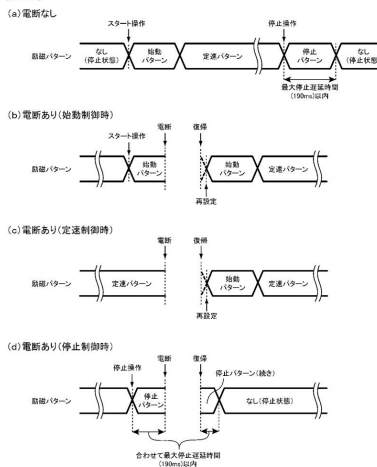 (a)電断なし
スタート操作
停止操作
励磁パターン
なし
(停止状態)
始動
パターン
定速パターン
停止
パターン
なし
(停止状態)
最大停止遅延時間
(190ms)以内
(b)電断あり(始動制御時)
電断
復帰
スタート操作
励磁パターン
始動
パターン
始動
パターン
定速パターン
再設定
(c)電断あり(定速制御時)
電断
復帰
励磁パターン
定速パターン
始動
パターン
定速パターン
再設定
(d)電断あり(停止制御時)
電断
復帰
停止操作
停止パターン(続き)
励磁パターン
停止
パターン
なし(停止状態)
合わせて最大停止遅延時間
(190ms)以内